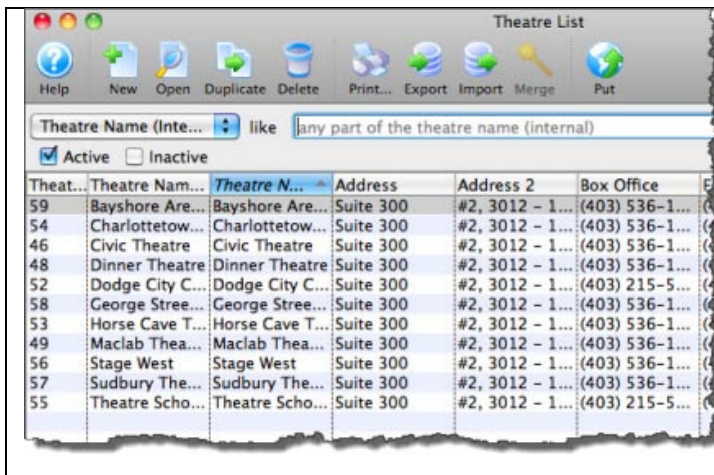 Theatre List
Help New Open Duplicate Delete Print... Export Import Merge Put
Theatre Name (Inte... like any part of the theatre name (internal)
Active Inactive
Theat... Theatre Nam... Theatre N... Address Address 2 Box Office E
59 Bayshore Are... Bayshore Are... Suite 300 #2, 3012 – 1... (403) 536-1... (
54 Charlottetow... Charlottetow... Suite 300 #2, 3012 – 1... (403) 536-1... (
46 Civic Theatre Civic Theatre Suite 300 #2, 3012 – 1... (403) 536-1... (
48 Dinner Theatre Dinner Theatre Suite 300 #2, 3012 – 1... (403) 536-1... (
52 Dodge City C... Dodge City C... Suite 300 #2, 3012 – 1... (403) 215-5... (
58 George Stree... George Stree... Suite 300 #2, 3012 – 1... (403) 536-1... (
53 Horse Cave T... Horse Cave T... Suite 300 #2, 3012 – 1... (403) 536-1... (
49 Maclab Thea... Maclab Thea... Suite 300 #2, 3012 – 1... (403) 536-1... (
56 Stage West Stage West Suite 300 #2, 3012 – 1... (403) 536-1... (
57 Sudbury The... Sudbury The... Suite 300 #2, 3012 – 1... (403) 536-1... (
55 Theatre Scho... Theatre Scho... Suite 300 #2, 3012 – 1... (403) 215-5... (